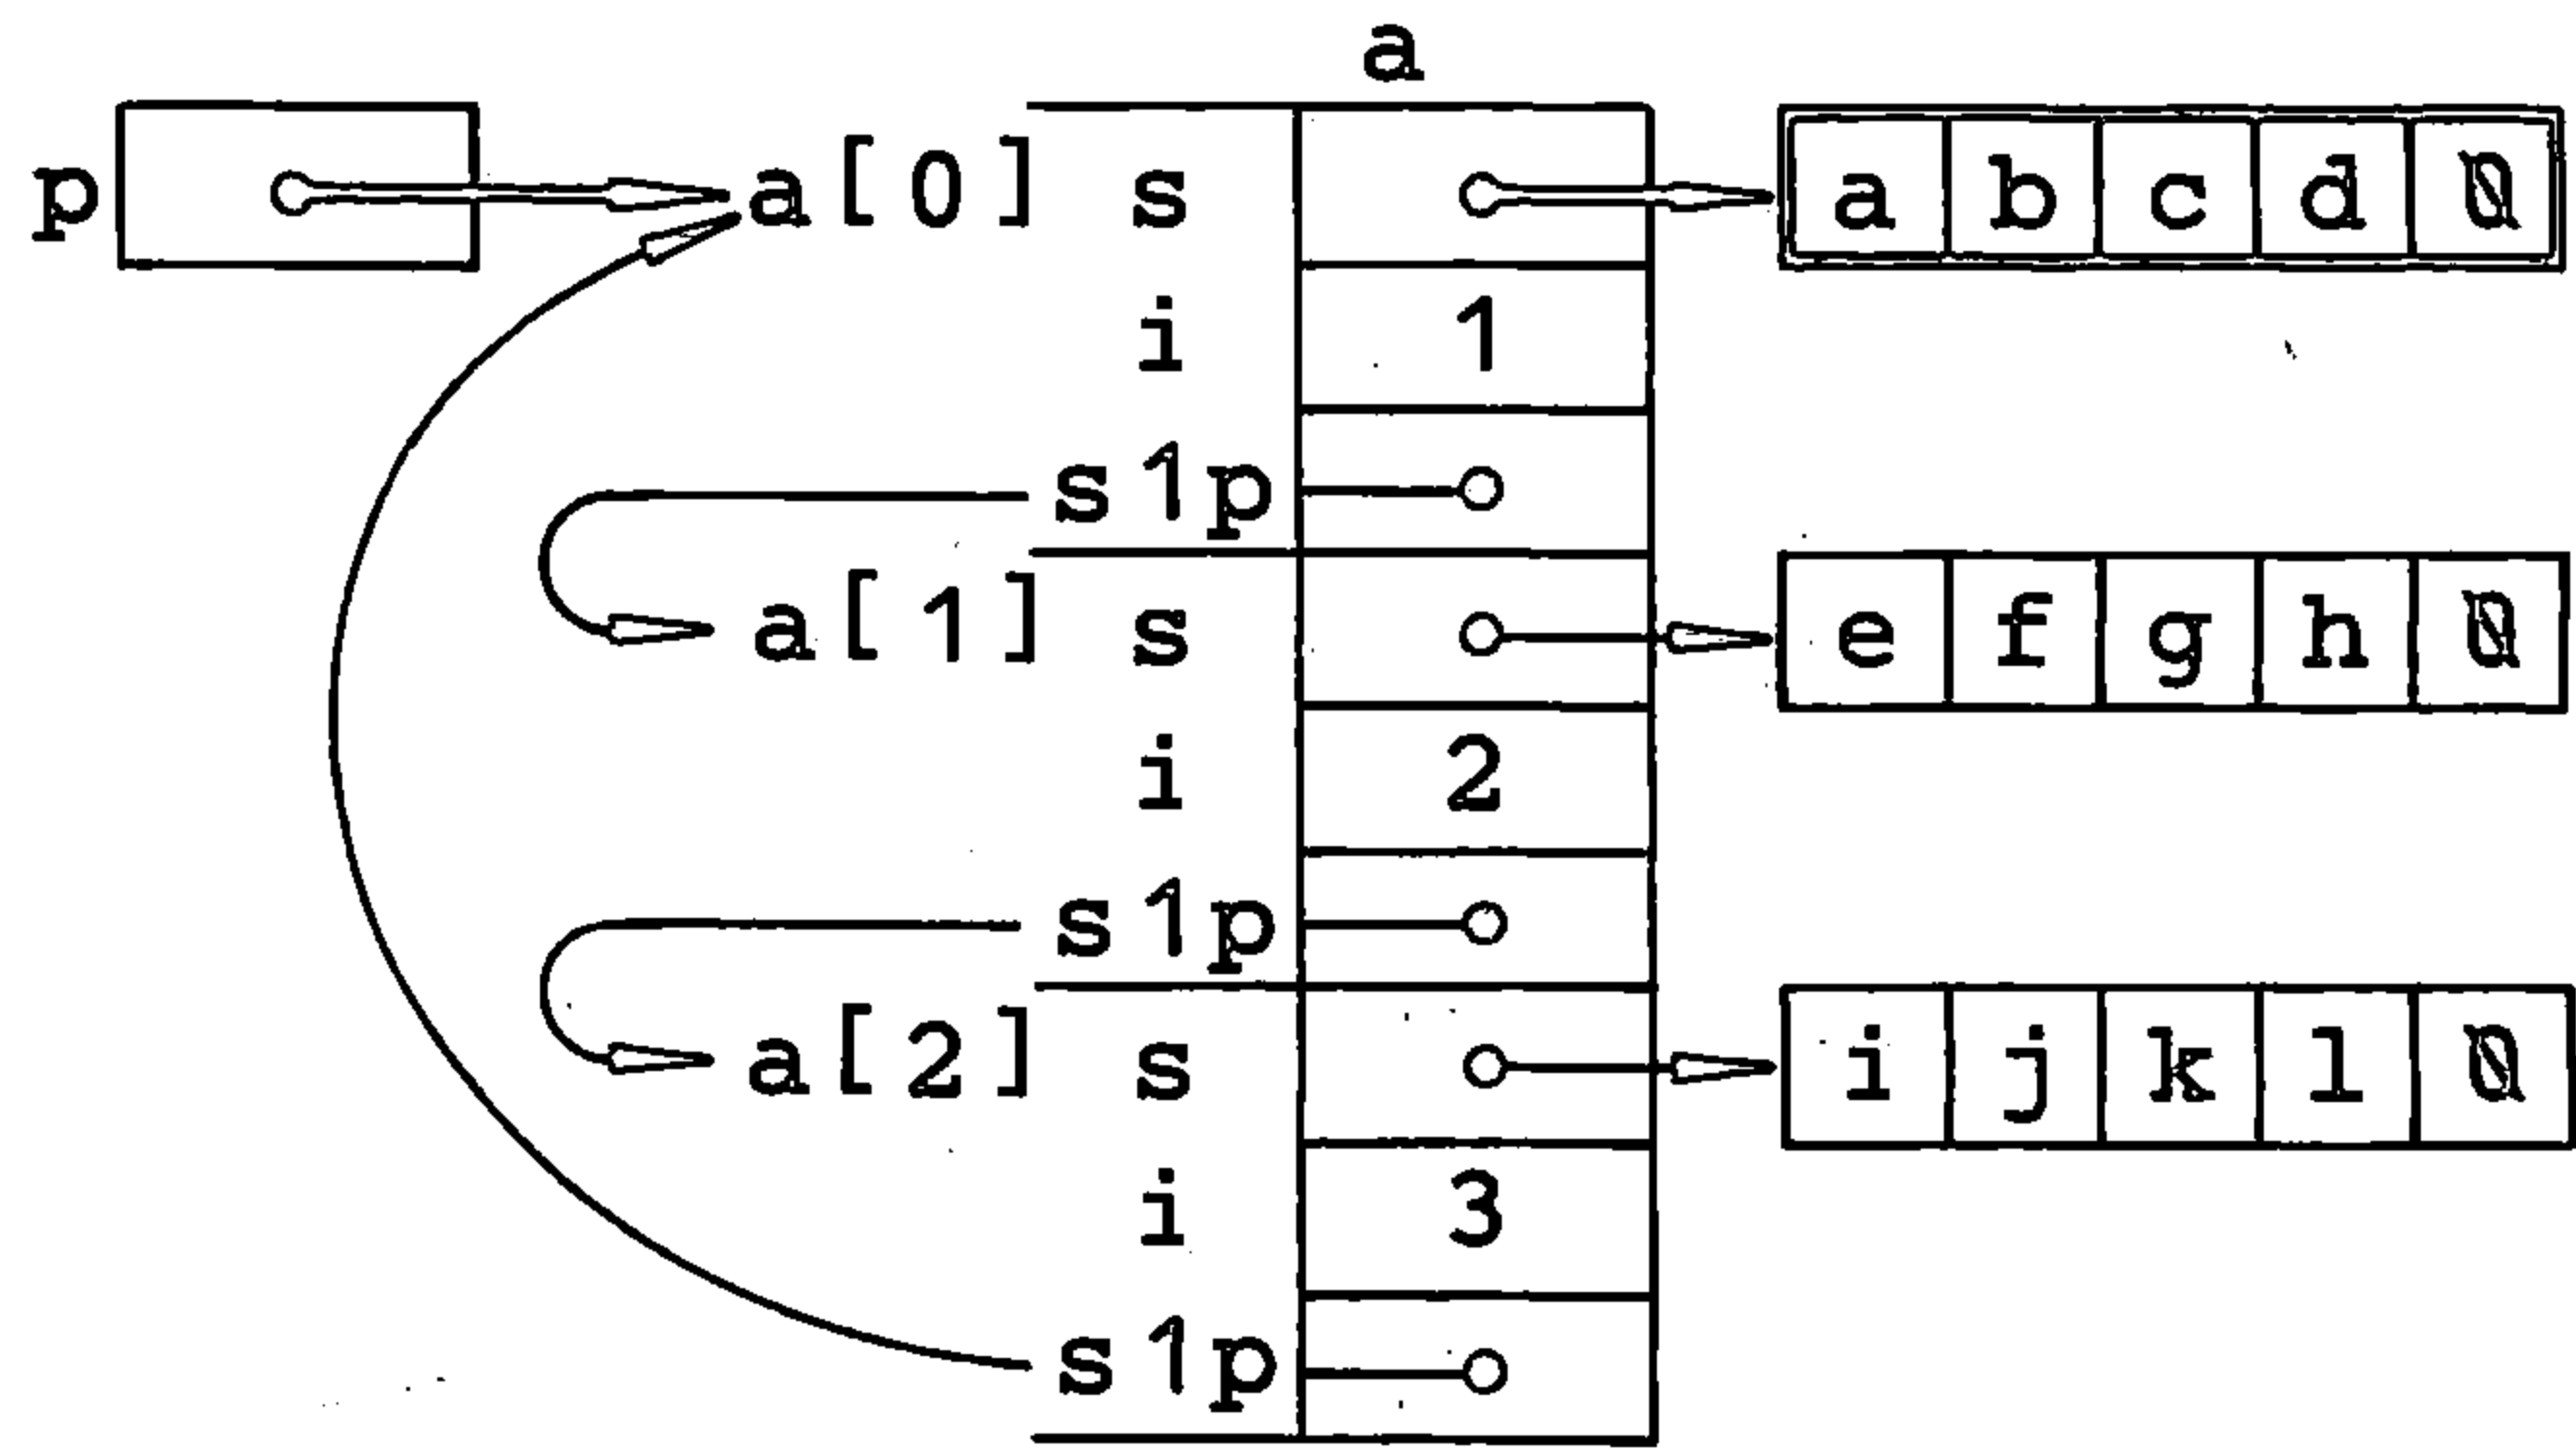 a
p a[0] s a b c d 0
i 1
s1p
a[1] s e f g h 0
i 2
s1p
a[2] s i j k l 0
i 3
s1p